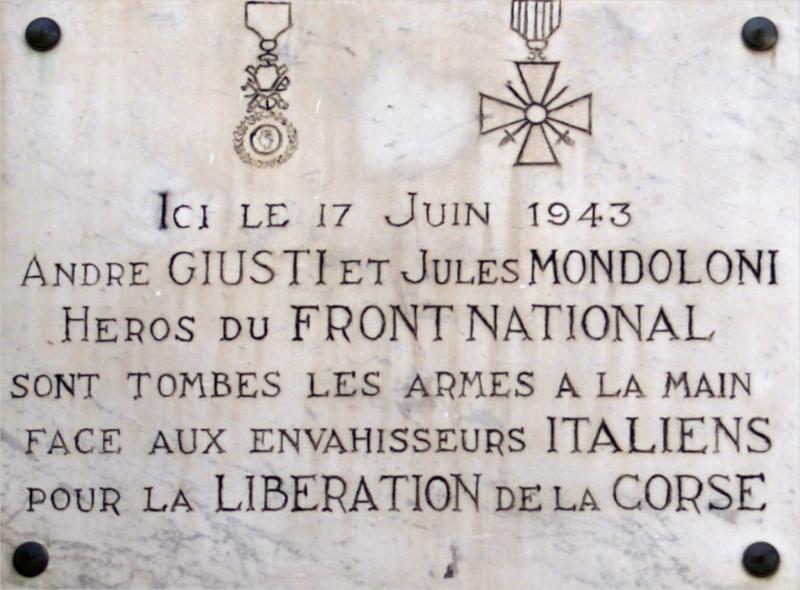 ICI LE 17 JUIN 1943
ANDRE GIUSTI ET JULES MONDOLONI
HEROS DU FRONT NATIONAL
SONT TOMBES LES ARMES A LA MAIN
FACE AUX ENVAHISSEURS ITALIENS
POUR LA LIBERATION DE LA CORSE